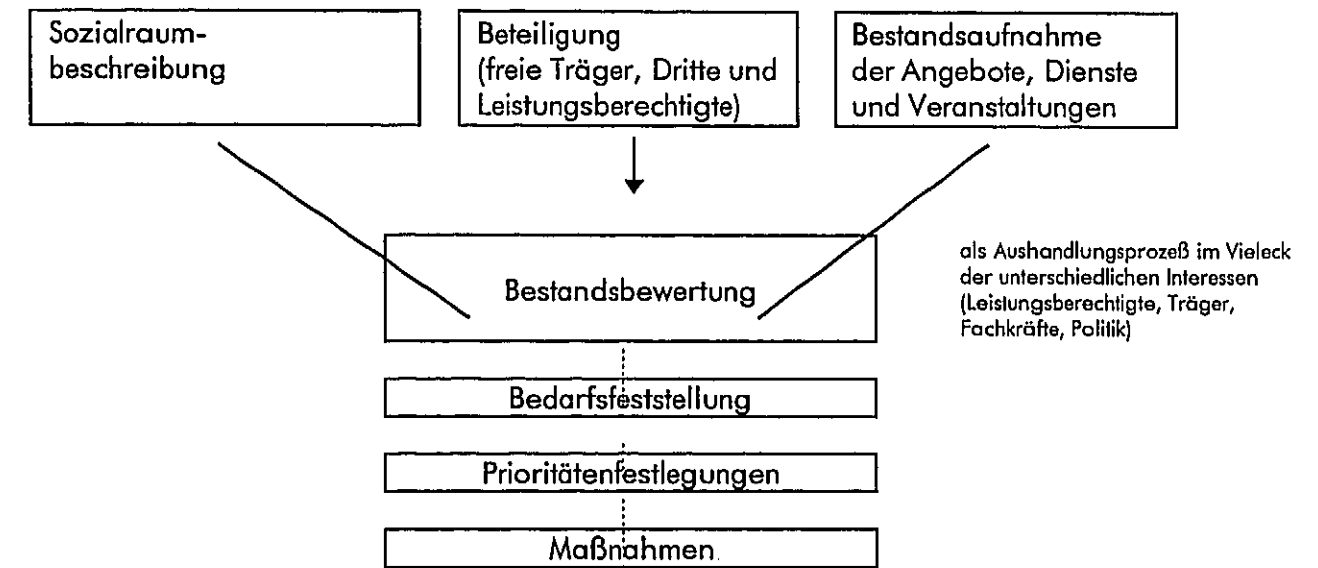 Sozialraum-
beschreibung
Beteiligung
(freie Träger, Dritte und
Leistungsberechtigte)
Bestandsaufnahme
der Angebote, Dienste
und Veranstaltungen
Bestandsbewertung
als Aushandlungsprozeß im Vieleck
der unterschiedlichen Interessen
(Leistungsberechtigte, Träger,
Fachkräfte, Politik)
Bedarfsfeststellung
Prioritätenfestlegungen
Maßnahmen